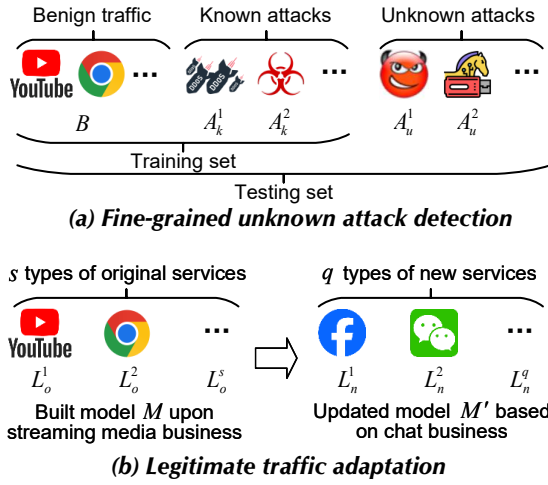 Benign traffic Known attacks Unknown attacks
YouTube DDoS DDoS DDoS ... ... ...
B A_k^1 A_k^2 A_u^1 A_u^2
Training set
Testing set
(a) Fine-grained unknown attack detection
s types of original services q types of new services
YouTube ... ...
L_o^1 L_o^2 L_o^s L_n^1 L_n^2 L_n^q
Built model M upon Updated model M′ based
streaming media business on chat business
(b) Legitimate traffic adaptation